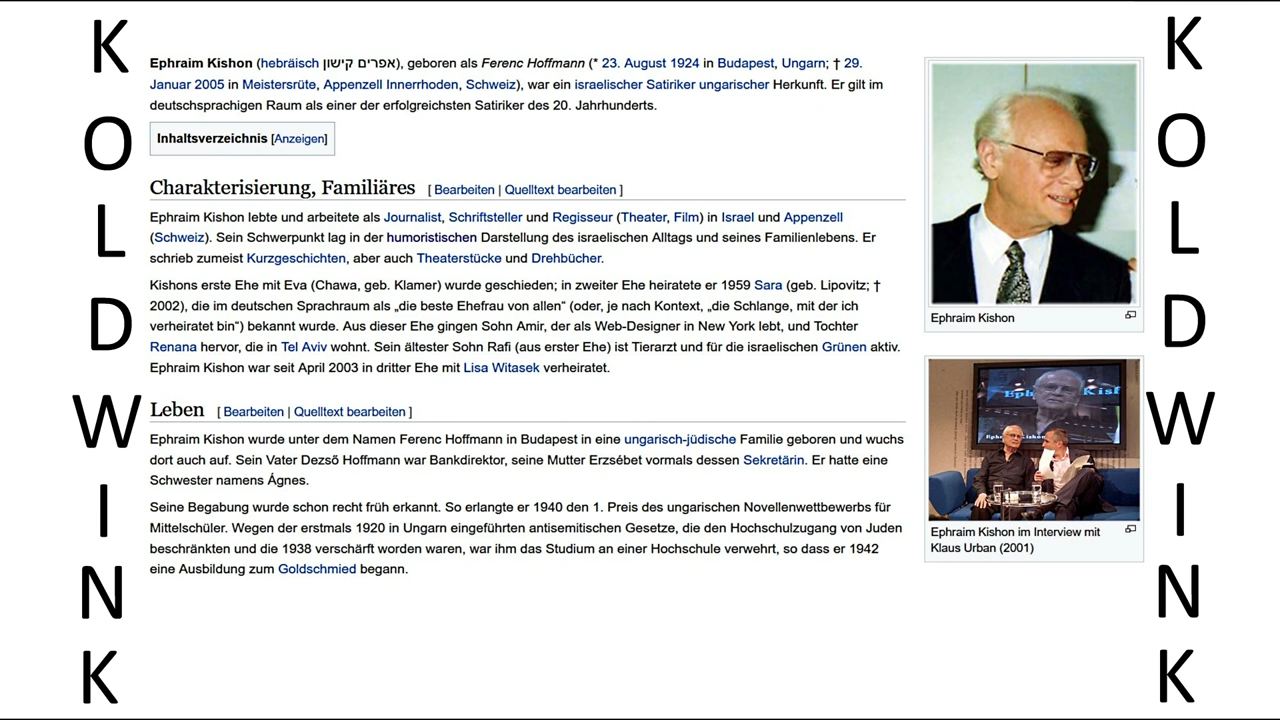 K
O
L
D
W
I
N
K
Ephraim Kishon (hebräisch אפרים קישון), geboren als Ferenc Hoffmann (* 23. August 1924 in Budapest, Ungarn; † 29.
Januar 2005 in Meistersrüte, Appenzell Innerrhoden, Schweiz), war ein israelischer Satiriker ungarischer Herkunft. Er gilt im
deutschsprachigen Raum als einer der erfolgreichsten Satiriker des 20. Jahrhunderts.
Inhaltsverzeichnis [Anzeigen]
Charakterisierung, Familiäres [ Bearbeiten | Quelltext bearbeiten ]
Ephraim Kishon lebte und arbeitete als Journalist, Schriftsteller und Regisseur (Theater, Film) in Israel und Appenzell
(Schweiz). Sein Schwerpunkt lag in der humoristischen Darstellung des israelischen Alltags und seines Familienlebens. Er
schrieb zumeist Kurzgeschichten, aber auch Theaterstücke und Drehbücher.
Kishons erste Ehe mit Eva (Chawa, geb. Klamer) wurde geschieden; in zweiter Ehe heiratete er 1959 Sara (geb. Lipovitz; †
2002), die im deutschen Sprachraum als „die beste Ehefrau von allen“ (oder, je nach Kontext, „die Schlange, mit der ich
verheiratet bin“) bekannt wurde. Aus dieser Ehe gingen Sohn Amir, der als Web-Designer in New York lebt, und Tochter
Renana hervor, die in Tel Aviv wohnt. Sein ältester Sohn Rafi (aus erster Ehe) ist Tierarzt und für die israelischen Grünen aktiv.
Ephraim Kishon war seit April 2003 in dritter Ehe mit Lisa Witasek verheiratet.
Leben [ Bearbeiten | Quelltext bearbeiten ]
Ephraim Kishon wurde unter dem Namen Ferenc Hoffmann in Budapest in eine ungarisch-jüdische Familie geboren und wuchs
dort auch auf. Sein Vater Dezső Hoffmann war Bankdirektor, seine Mutter Erzsébet vormals dessen Sekretärin. Er hatte eine
Schwester namens Ágnes.
Seine Begabung wurde schon recht früh erkannt. So erlangte er 1940 den 1. Preis des ungarischen Novellenwettbewerbs für
Mittelschüler. Wegen der erstmals 1920 in Ungarn eingeführten antisemitischen Gesetze, die den Hochschulzugang von Juden
beschränkten und die 1938 verschärft worden waren, war ihm das Studium an einer Hochschule verwehrt, so dass er 1942
eine Ausbildung zum Goldschmied begann.
Ephraim Kishon
Ephraim Kishon im Interview mit
Klaus Urban (2001)
K
O
L
D
W
I
N
K